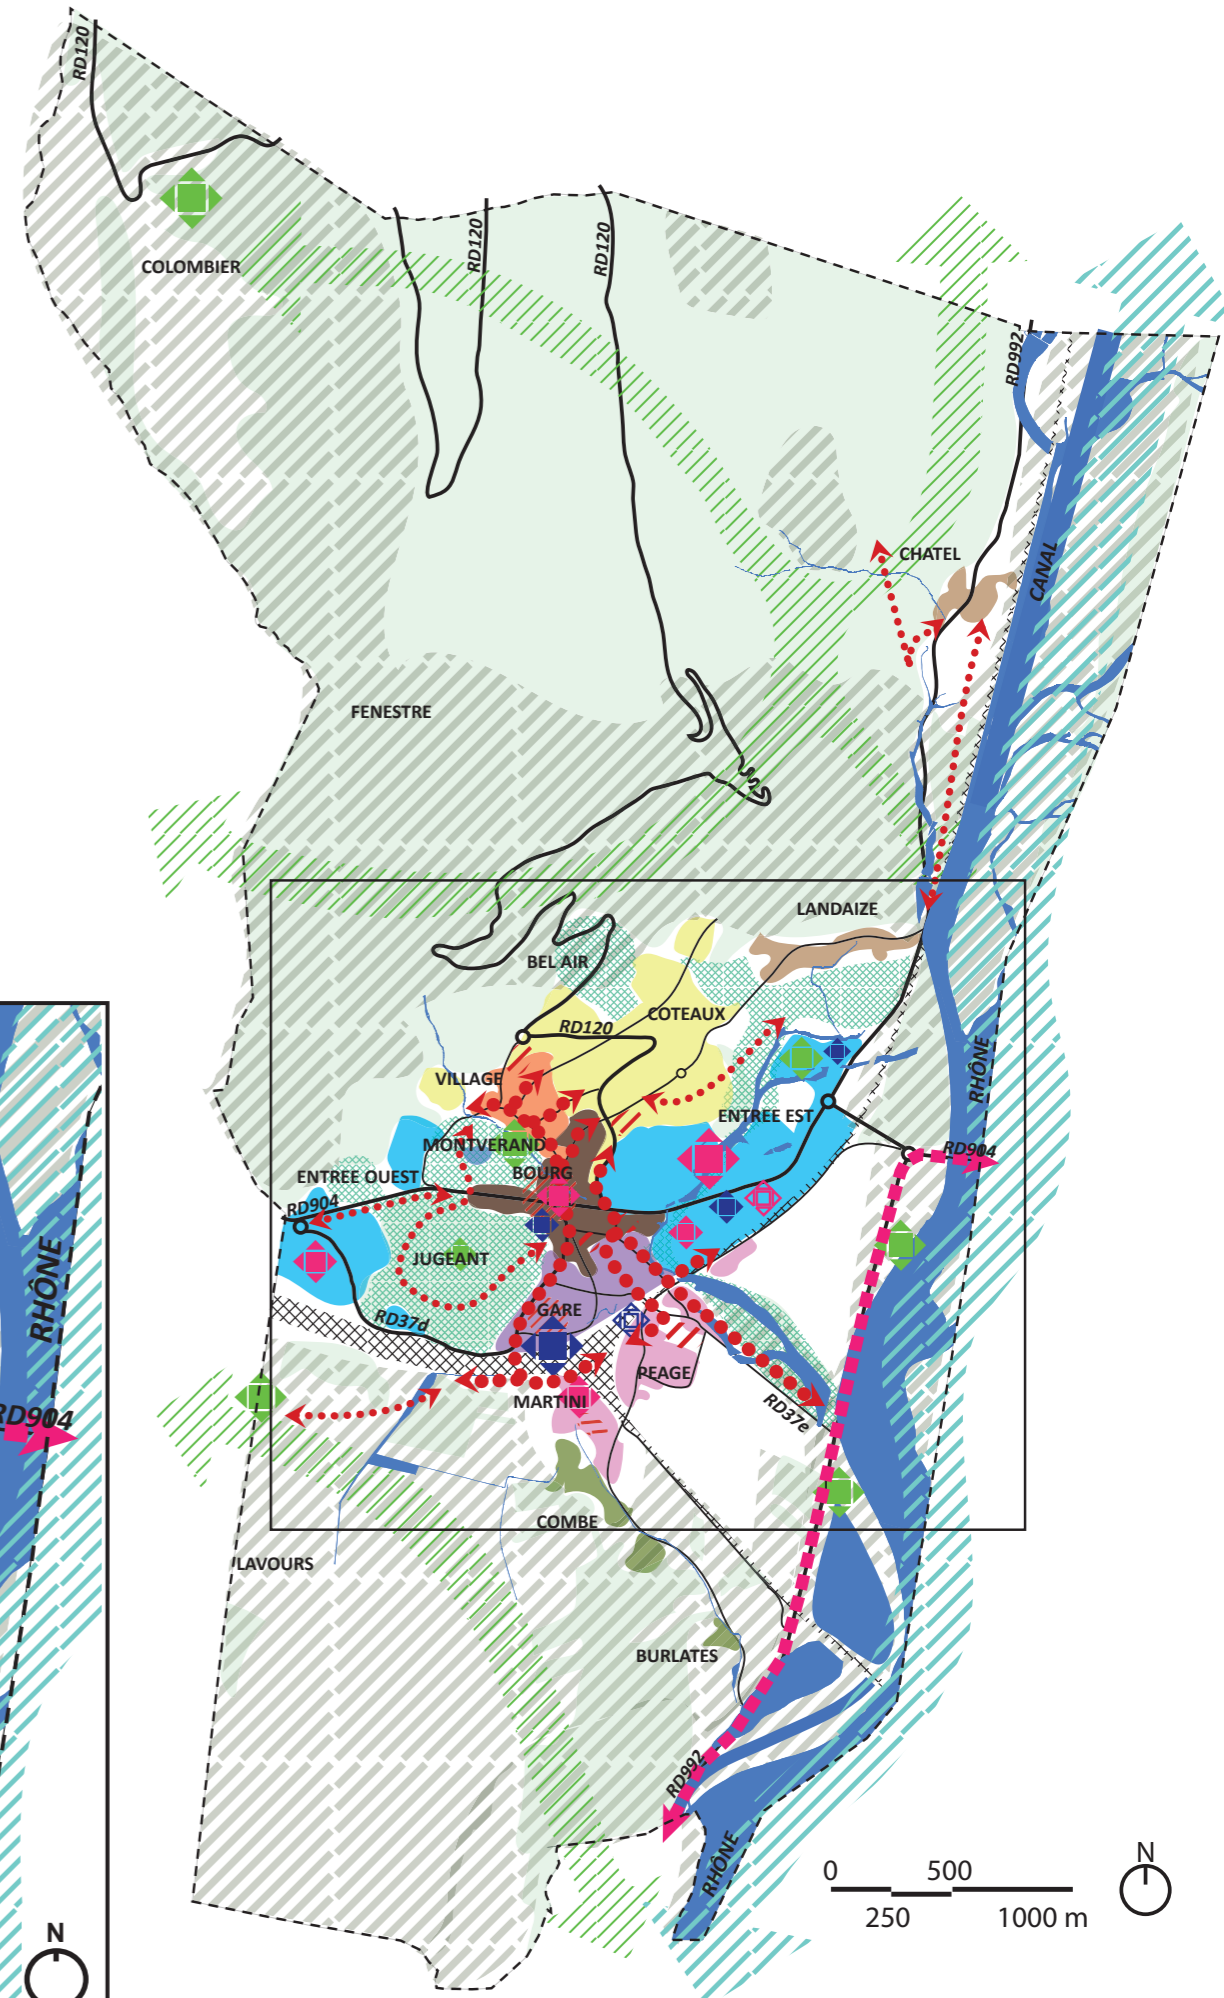 RD120
COLOMBIER
RD120
RD120
RD992
CHATEL
CANAL
FENESTRE
LANDAIZE
BEL AIR
COTEAUX
RD120
RHÔNE
VILLAGE
ENTREE EST
MONTVERAND
RD904
BOURG
ENTREE OUEST
RD904
JUGEANT
RHÔNE
GARE
RD37d
PEAGE
MARTINI
RD37e
RD904
COMBE
LAVOURS
BURLATES
RD992
RHÔNE
N
0 500
250 1000 m
N